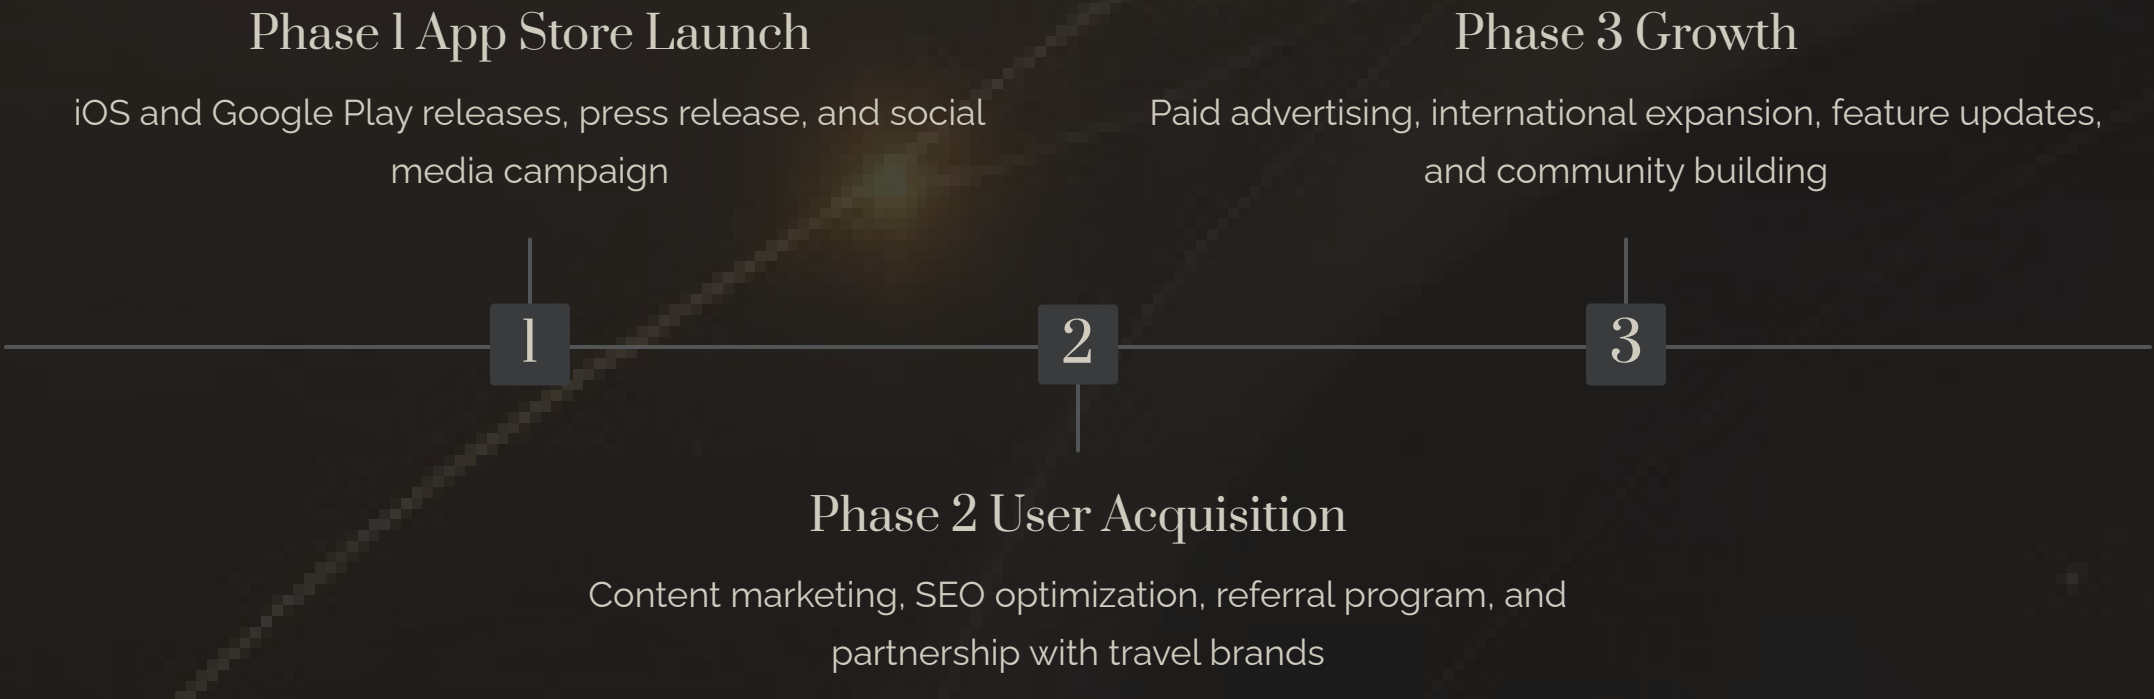 Phase 1 App Store Launch
iOS and Google Play releases, press release, and social
media campaign
Phase 3 Growth
Paid advertising, international expansion, feature updates,
and community building
1
2
3
Phase 2 User Acquisition
Content marketing, SEO optimization, referral program, and
partnership with travel brands